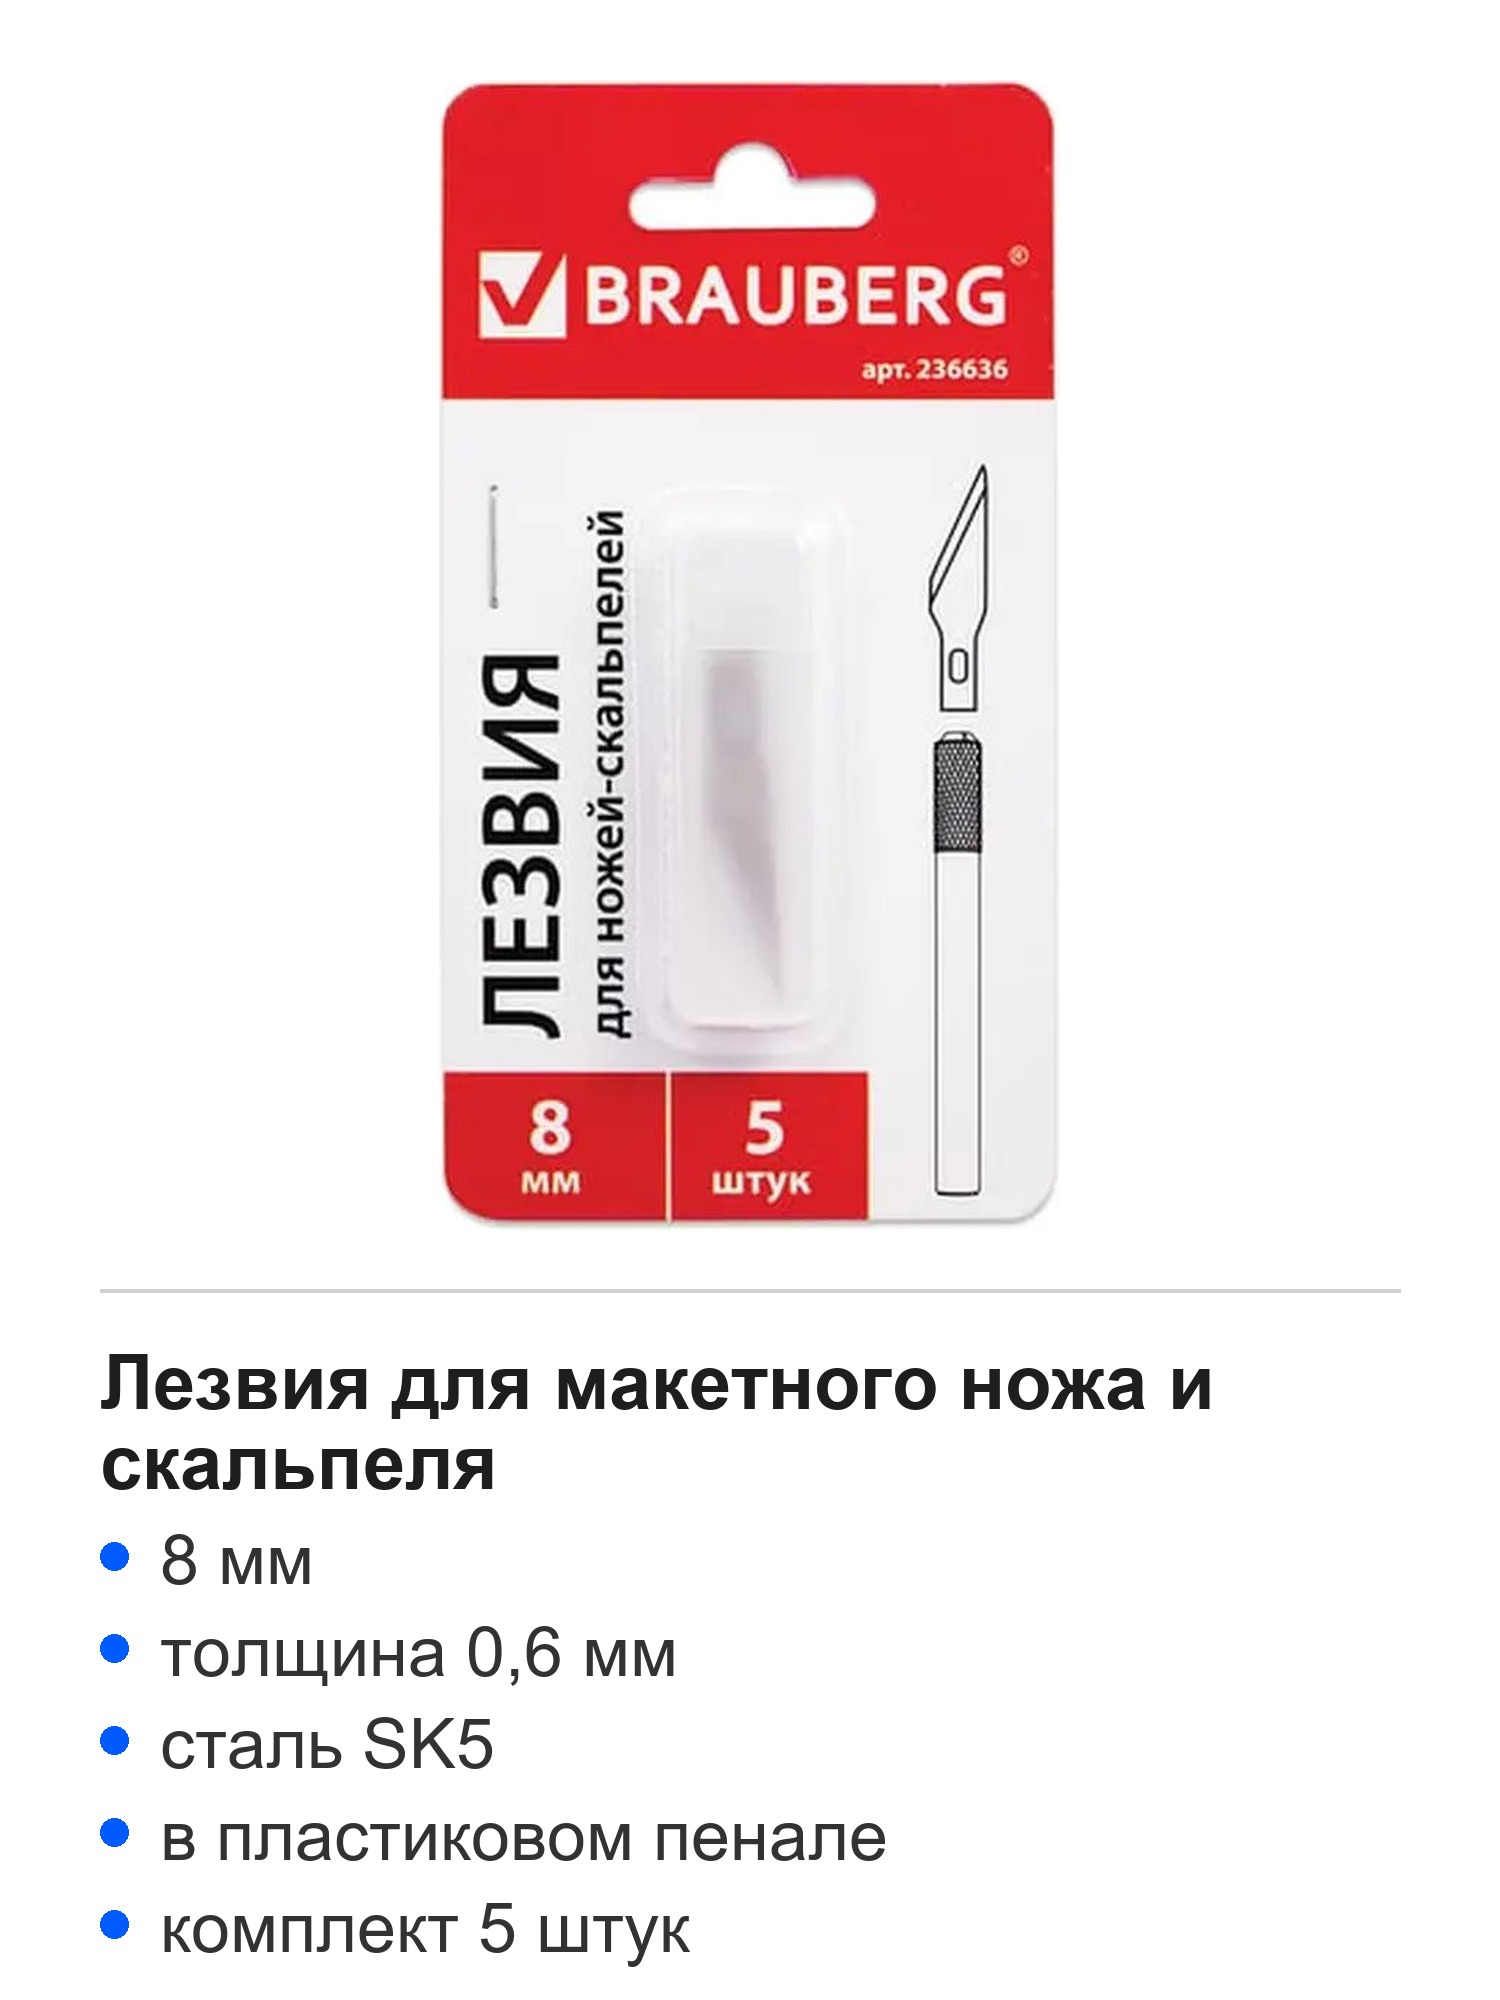 BRAUBERG®
арт. 236636
ЛЕЗВИЯ
для ножей-скальпелей
8
мм
5
штук
Лезвия для макетного ножа и
скальпеля
8 мм
толщина 0,6 мм
сталь SK5
в пластиковом пенале
комплект 5 штук